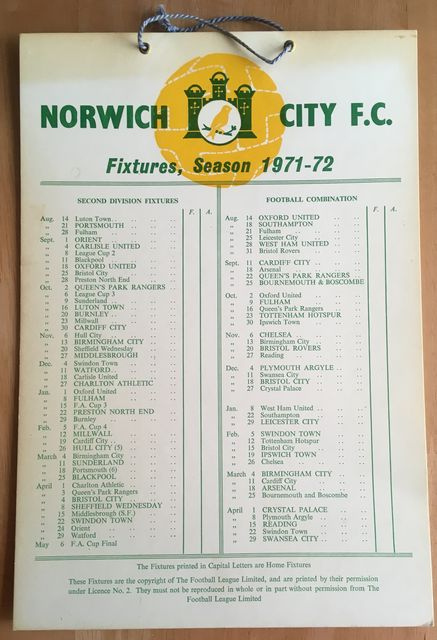 NORWICH CITY F.C.
Fixtures, Season 1971-72
SECOND DIVISION FIXTURES
F. A.
Aug. 14 Luton Town . . . .
,, 21 PORTSMOUTH . . . .
,, 28 Fulham . . . .
Sept. 1 ORIENT . . . .
,, 4 CARLISLE UNITED . . . .
,, 8 League Cup 2 . . . .
,, 11 Blackpool . . . .
,, 18 OXFORD UNITED . . . .
,, 25 Bristol City . . . .
,, 28 Preston North End . . . .
Oct. 2 QUEEN'S PARK RANGERS . .
,, 6 League Cup 3 . . . .
,, 9 Sunderland . . . .
,, 16 LUTON TOWN . . . .
,, 20 BURNLEY . . . .
,, 23 Millwall . . . .
,, 30 CARDIFF CITY . . . .
Nov. 6 Hull City . . . .
,, 13 BIRMINGHAM CITY . . . .
,, 20 Sheffield Wednesday . . . .
,, 27 MIDDLESBROUGH . . . .
Dec. 4 Swindon Town . . . .
,, 11 WATFORD . . . .
,, 18 Carlisle United . . . .
,, 27 CHARLTON ATHLETIC . . . .
Jan. 1 Oxford United . . . .
,, 8 FULHAM . . . .
,, 15 F.A. Cup 3 . . . .
,, 22 PRESTON NORTH END . . . .
,, 29 Burnley . . . .
Feb. 5 F.A. Cup 4 . . . .
,, 12 MILLWALL . . . .
,, 19 Cardiff City . . . .
,, 26 HULL CITY (5) . . . .
March 4 Birmingham City . . . .
,, 11 SUNDERLAND . . . .
,, 18 Portsmouth (6) . . . .
,, 25 BLACKPOOL . . . .
April 1 Charlton Athletic . . . .
,, 3 Queen's Park Rangers . . . .
,, 4 BRISTOL CITY . . . .
,, 8 SHEFFIELD WEDNESDAY . . . .
,, 15 Middlesbrough (S.F.) . . . .
,, 22 SWINDON TOWN . . . .
,, 24 Orient . . . .
,, 29 Watford . . . .
May 6 F.A. Cup Final . . . .
FOOTBALL COMBINATION
F. A.
Aug. 14 OXFORD UNITED . . . .
,, 18 SOUTHAMPTON . . . .
,, 21 Fulham . . . .
,, 25 Leicester City . . . .
,, 28 WEST HAM UNITED . . . .
,, 31 Bristol Rovers . . . .
Sept. 11 CARDIFF CITY . . . .
,, 18 Arsenal . . . .
,, 22 QUEEN'S PARK RANGERS . .
,, 25 BOURNEMOUTH & BOSCOMBE
Oct. 2 Oxford United . . . .
,, 9 FULHAM . . . .
,, 16 Queen's Park Rangers . . . .
,, 23 TOTTENHAM HOTSPUR . . . .
,, 30 Ipswich Town . . . .
Nov. 6 CHELSEA . . . .
,, 13 Birmingham City . . . .
,, 20 BRISTOL ROVERS . . . .
,, 27 Reading . . . .
Dec. 4 PLYMOUTH ARGYLE . . . .
,, 11 Swansea City . . . .
,, 18 BRISTOL CITY . . . .
,, 27 Crystal Palace . . . .
Jan. 8 West Ham United . . . .
,, 22 Southampton . . . .
,, 29 LEICESTER CITY . . . .
Feb. 5 SWINDON TOWN . . . .
,, 12 Tottenham Hotspur . . . .
,, 15 Bristol City . . . .
,, 19 IPSWICH TOWN . . . .
,, 26 Chelsea . . . .
March 4 BIRMINGHAM CITY . . . .
,, 11 Cardiff City . . . .
,, 18 ARSENAL . . . .
,, 25 Bournemouth and Boscombe . .
April 1 CRYSTAL PALACE . . . .
,, 8 Plymouth Argyle . . . .
,, 15 READING . . . .
,, 22 Swindon Town . . . .
,, 29 SWANSEA CITY . . . .
The Fixtures printed in Capital Letters are Home Fixtures
These Fixtures are the copyright of The Football League Limited, and are printed by their permission
under Licence No. 2. They must not be reproduced in whole or in part without permission from The
Football League Limited